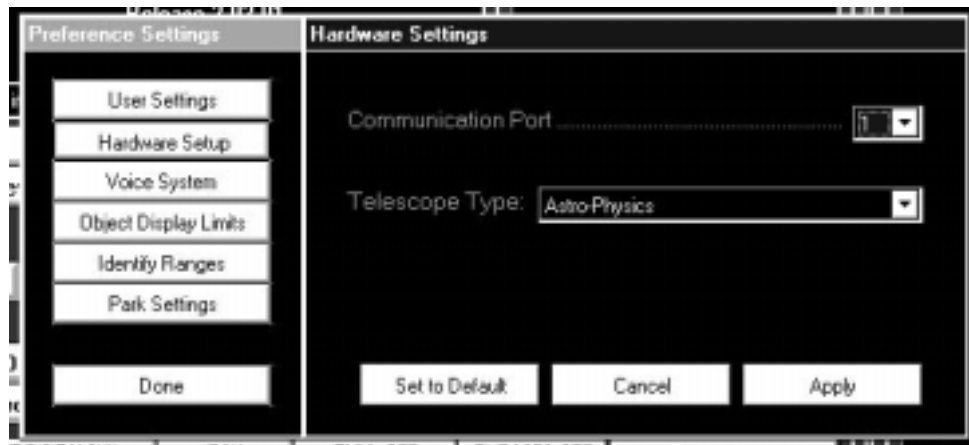 Preference Settings
Hardware Settings
User Settings
Hardware Setup
Voice System
Object Display Limits
Identify Ranges
Park Settings
Done
Communication Port
1
Telescope Type:
Astro-Physics
Set to Default
Cancel
Apply